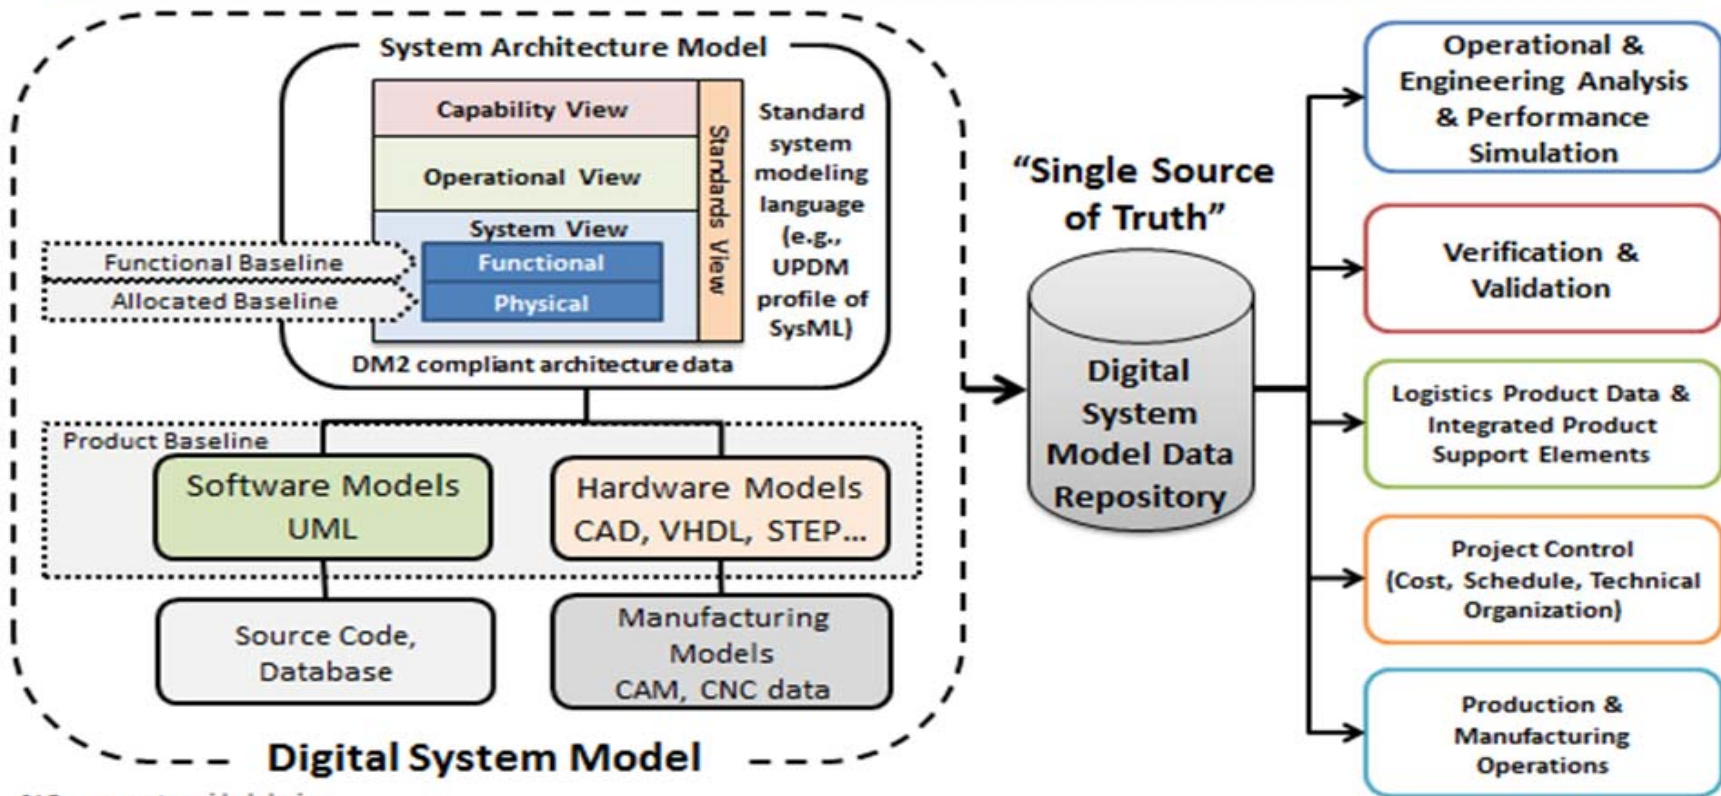 System Architecture Model
Capability View
Operational View
System View
Functional
Physical
Standards View
Standard
system
modeling
language
(e.g.,
UPDM
profile of
SysML)
Functional Baseline
Allocated Baseline
DM2 compliant architecture data
Product Baseline
Software Models
UML
Hardware Models
CAD, VHDL, STEP...
Source Code,
Database
Manufacturing
Models
CAM, CNC data
Digital System Model
“Single Source
of Truth”
Digital
System
Model Data
Repository
Operational &
Engineering Analysis
& Performance
Simulation
Verification &
Validation
Logistics Product Data &
Integrated Product
Support Elements
Project Control
(Cost, Schedule, Technical
Organization)
Production &
Manufacturing
Operations